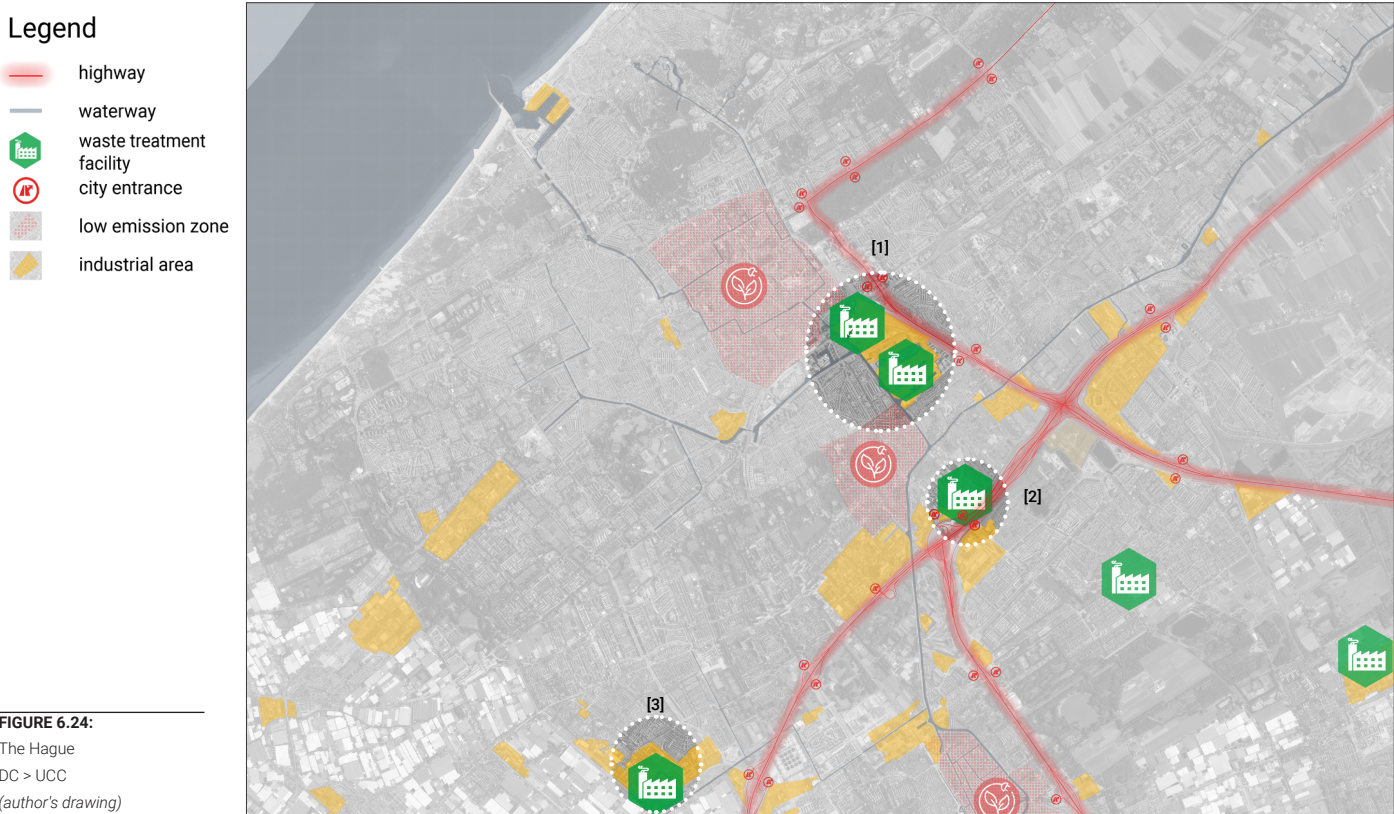 Legend
highway
waterway
waste treatment
facility
city entrance
low emission zone
industrial area
[1]
[2]
[3]
FIGURE 6.24:
The Hague
DC > UCC
(author's drawing)